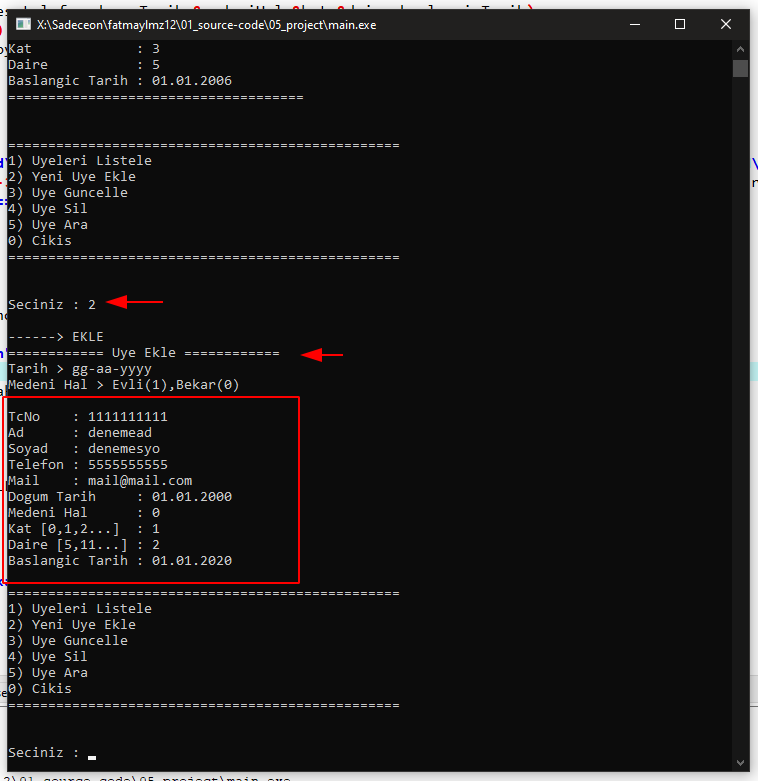 X:\Sadeceon\fatmaylmz12\01_source-code\05_project\main.exe
Kat             : 3
Daire           : 5
Baslangic Tarih : 01.01.2006
=====================================
=================================================
1) Uyeleri Listele
2) Yeni Uye Ekle
3) Uye Guncelle
4) Uye Sil
5) Uye Ara
0) Cikis
=================================================
Seciniz : 2
------> EKLE
============ Uye Ekle ============
Tarih > gg-aa-yyyy
Medeni Hal > Evli(1),Bekar(0)
TcNo    : 1111111111
Ad      : denemead
Soyad   : denemesyo
Telefon : 5555555555
Mail    : mail@mail.com
Dogum Tarih     : 01.01.2000
Medeni Hal      : 0
Kat [0,1,2...]  : 1
Daire [5,11...] : 2
Baslangic Tarih : 01.01.2020
=================================================
1) Uyeleri Listele
2) Yeni Uye Ekle
3) Uye Guncelle
4) Uye Sil
5) Uye Ara
0) Cikis
=================================================
Seciniz :